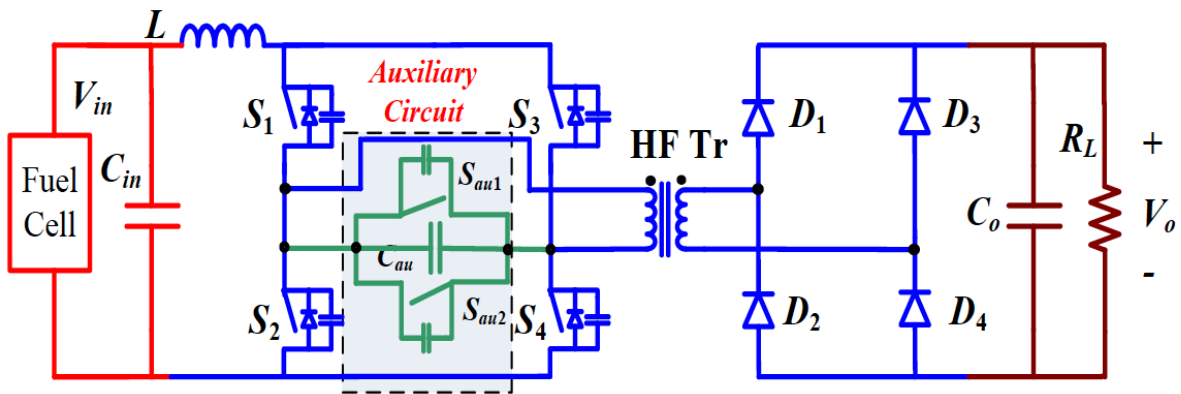 L
Auxiliary
Circuit
V_in
S_1
S_3
HF Tr
D_1
D_3
R_L
+
Fuel
Cell
C_in
S_au1
C_au
C_o
V_o
S_2
S_au2
S_4
D_2
D_4
-